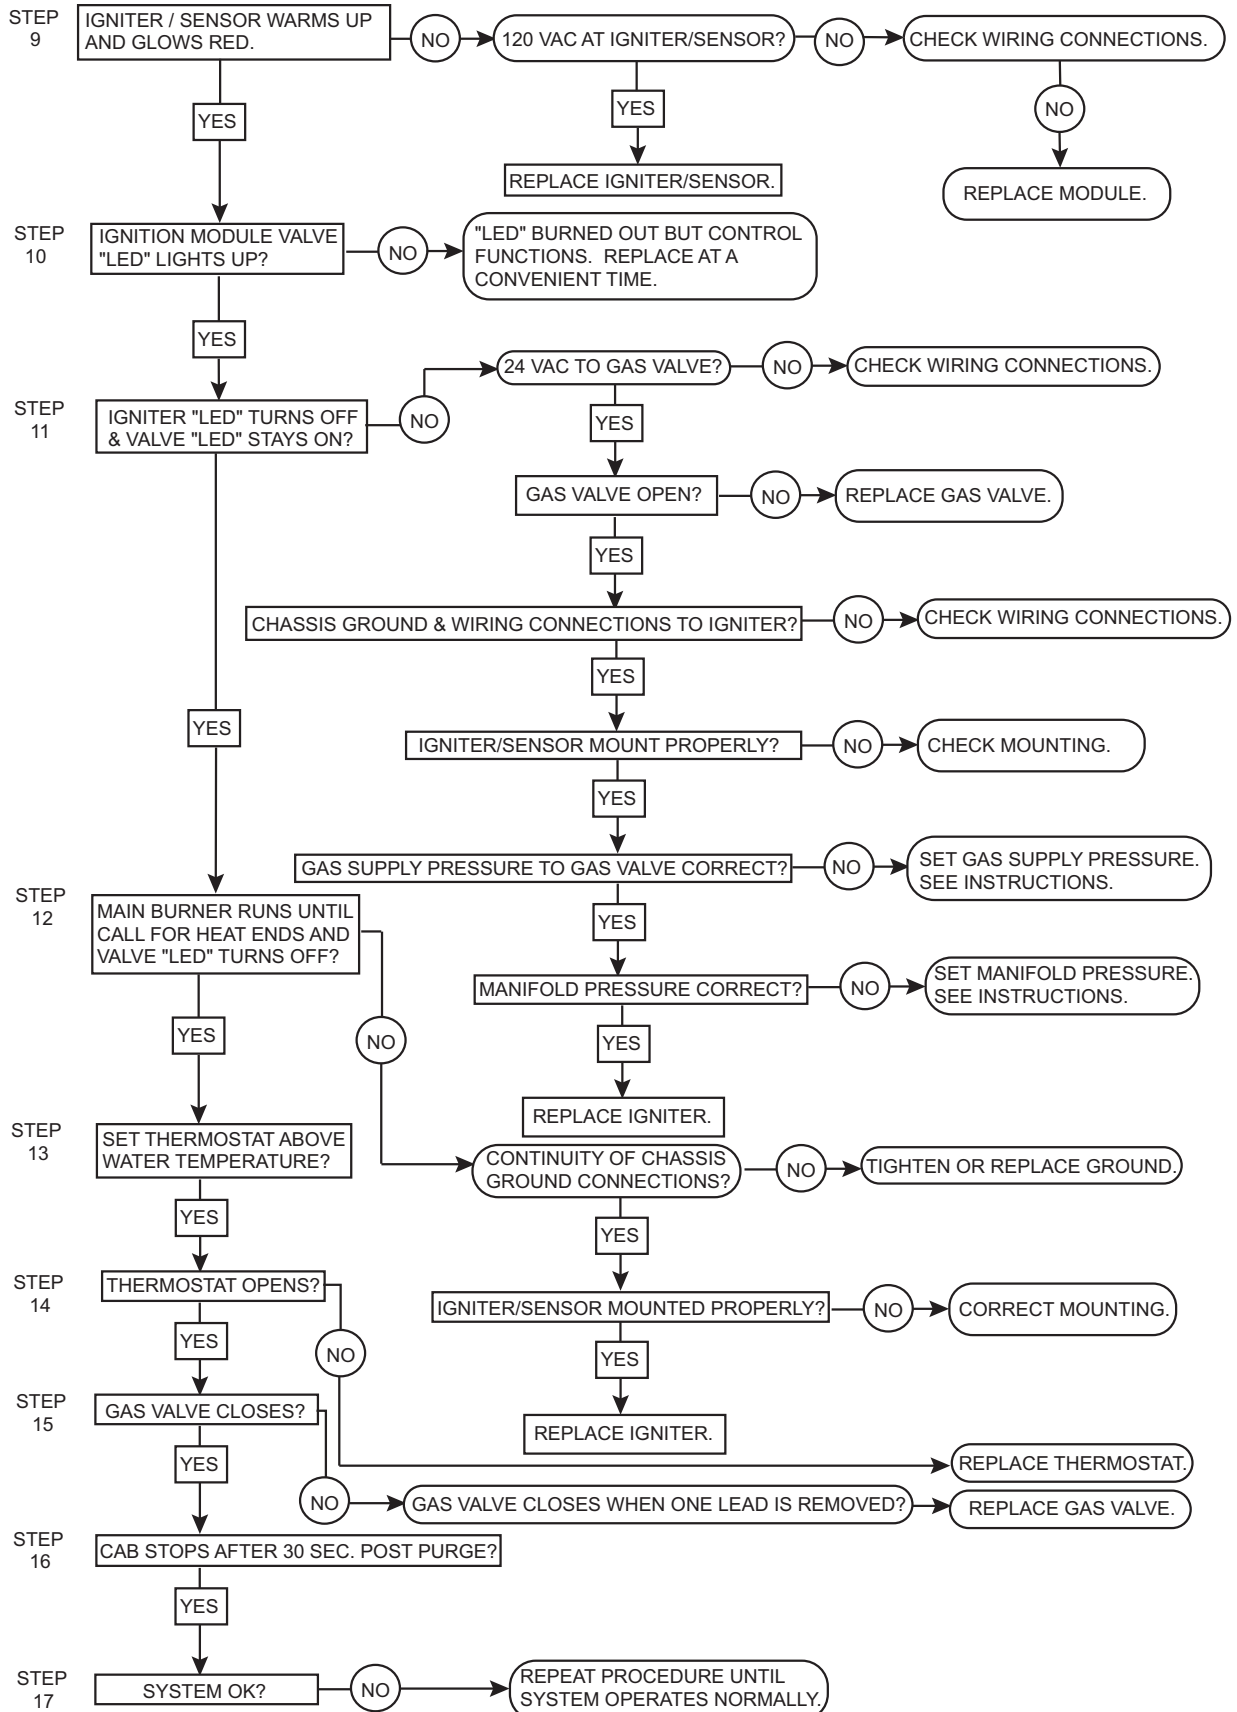 STEP
9
IGNITER / SENSOR WARMS UP
AND GLOWS RED.
NO
120 VAC AT IGNITER/SENSOR?
NO
CHECK WIRING CONNECTIONS.
YES
YES
NO
REPLACE IGNITER/SENSOR.
REPLACE MODULE.
STEP
10
IGNITION MODULE VALVE
"LED" LIGHTS UP?
NO
"LED" BURNED OUT BUT CONTROL
FUNCTIONS. REPLACE AT A
CONVENIENT TIME.
YES
24 VAC TO GAS VALVE?
NO
CHECK WIRING CONNECTIONS.
STEP
11
IGNITER "LED" TURNS OFF
& VALVE "LED" STAYS ON?
NO
YES
GAS VALVE OPEN?
NO
REPLACE GAS VALVE.
YES
CHASSIS GROUND & WIRING CONNECTIONS TO IGNITER?
NO
CHECK WIRING CONNECTIONS.
YES
YES
IGNITER/SENSOR MOUNT PROPERLY?
NO
CHECK MOUNTING.
YES
GAS SUPPLY PRESSURE TO GAS VALVE CORRECT?
NO
SET GAS SUPPLY PRESSURE.
SEE INSTRUCTIONS.
STEP
12
MAIN BURNER RUNS UNTIL
CALL FOR HEAT ENDS AND
VALVE "LED" TURNS OFF?
YES
MANIFOLD PRESSURE CORRECT?
NO
SET MANIFOLD PRESSURE.
SEE INSTRUCTIONS.
YES
NO
YES
REPLACE IGNITER.
STEP
13
SET THERMOSTAT ABOVE
WATER TEMPERATURE?
CONTINUITY OF CHASSIS
GROUND CONNECTIONS?
NO
TIGHTEN OR REPLACE GROUND.
YES
YES
STEP
14
THERMOSTAT OPENS?
IGNITER/SENSOR MOUNTED PROPERLY?
NO
CORRECT MOUNTING.
YES
NO
YES
STEP
15
GAS VALVE CLOSES?
REPLACE IGNITER.
YES
REPLACE THERMOSTAT.
NO
GAS VALVE CLOSES WHEN ONE LEAD IS REMOVED?
REPLACE GAS VALVE.
STEP
16
CAB STOPS AFTER 30 SEC. POST PURGE?
YES
STEP
17
SYSTEM OK?
NO
REPEAT PROCEDURE UNTIL
SYSTEM OPERATES NORMALLY.